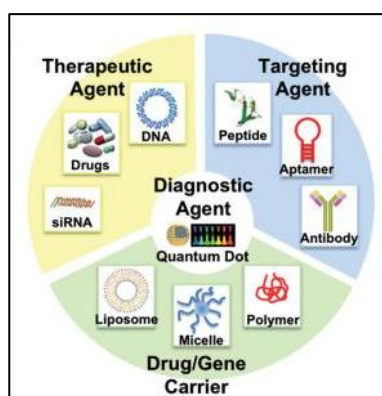 Therapeutic
Agent
DNA
Drugs
siRNA
Targeting
Agent
Peptide
Aptamer
Antibody
Diagnostic
Agent
Quantum Dot
Liposome
Micelle
Polymer
Drug/Gene
Carrier